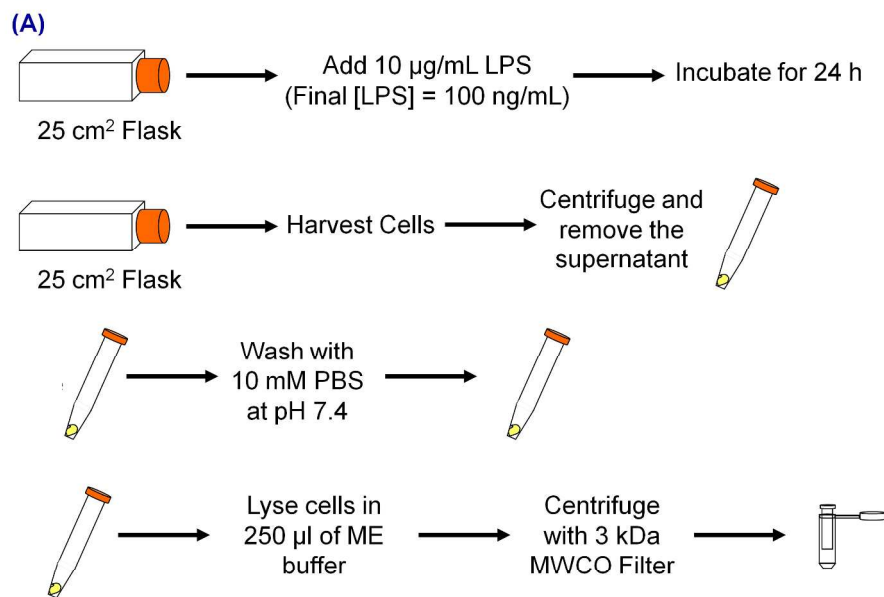 (A)
Add 10 µg/mL LPS
(Final [LPS] = 100 ng/mL)
Incubate for 24 h
25 cm² Flask
Harvest Cells
Centrifuge and
remove the
supernatant
25 cm² Flask
Wash with
10 mM PBS
at pH 7.4
Lyse cells in
250 µl of ME
buffer
Centrifuge
with 3 kDa
MWCO Filter